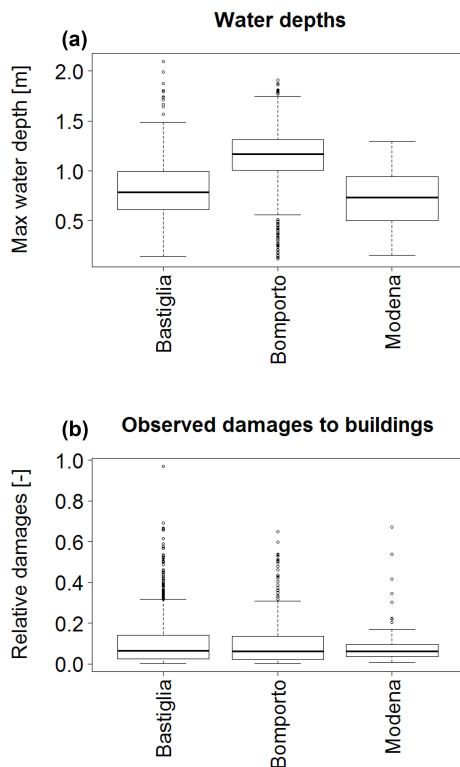 Water depths
(a)
Max water depth [m]
2.0
1.5
1.0
0.5
Bastiglia
Bomporto
Modena
(b) Observed damages to buildings
Relative damages [-]
1.0
0.8
0.6
0.4
0.2
0.0
Bastiglia
Bomporto
Modena